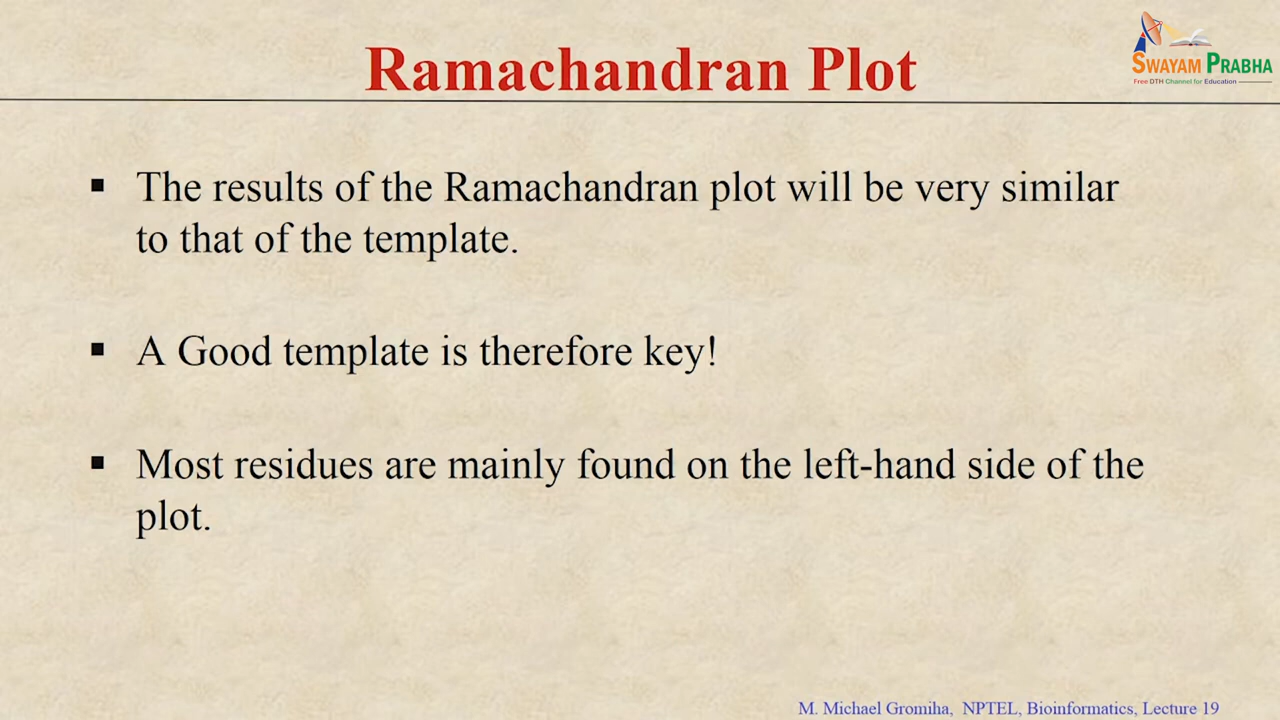 Ramachandran Plot
SWAYAM PRABHA
Free DTH Channel for Education
▪ The results of the Ramachandran plot will be very similar
to that of the template.
▪ A Good template is therefore key!
▪ Most residues are mainly found on the left-hand side of the
plot.
M. Michael Gromiha, NPTEL, Bioinformatics, Lecture 19